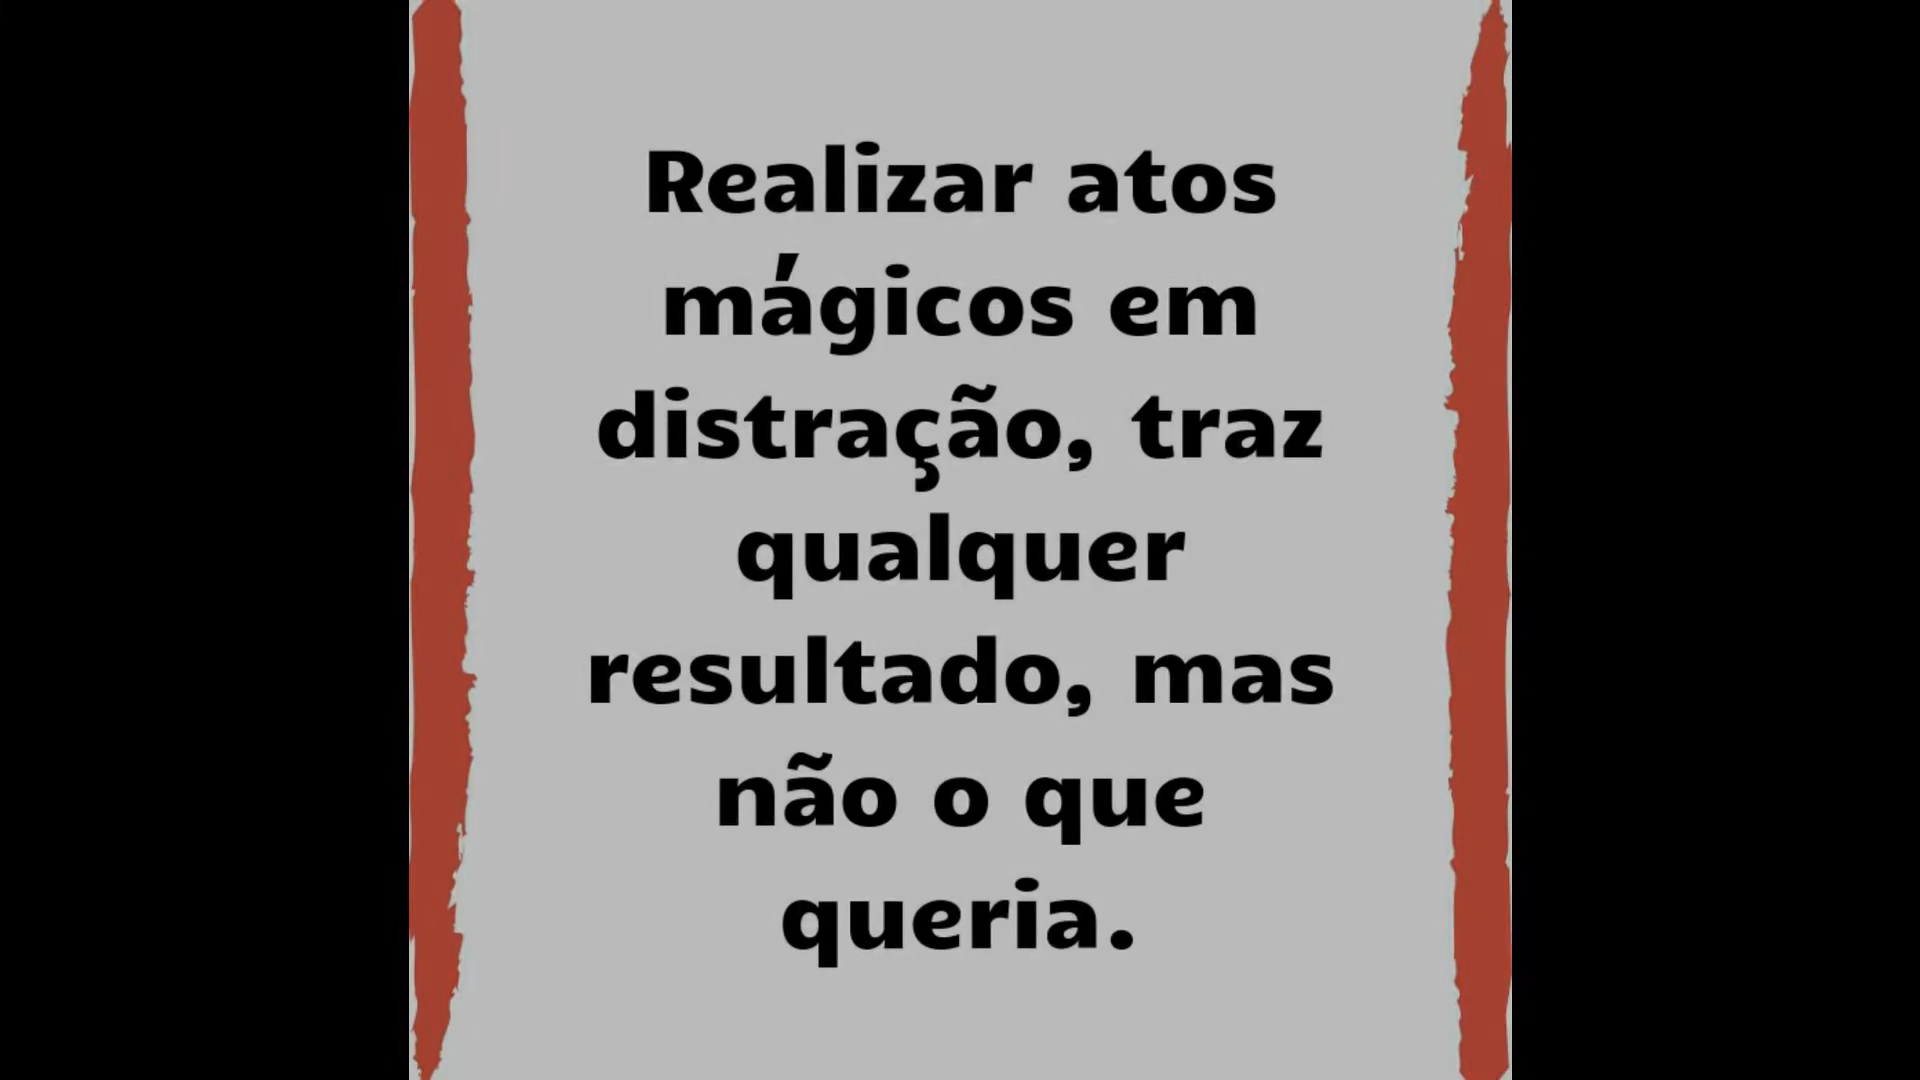 Realizar atos
mágicos em
distração, traz
qualquer
resultado, mas
não o que
queria.